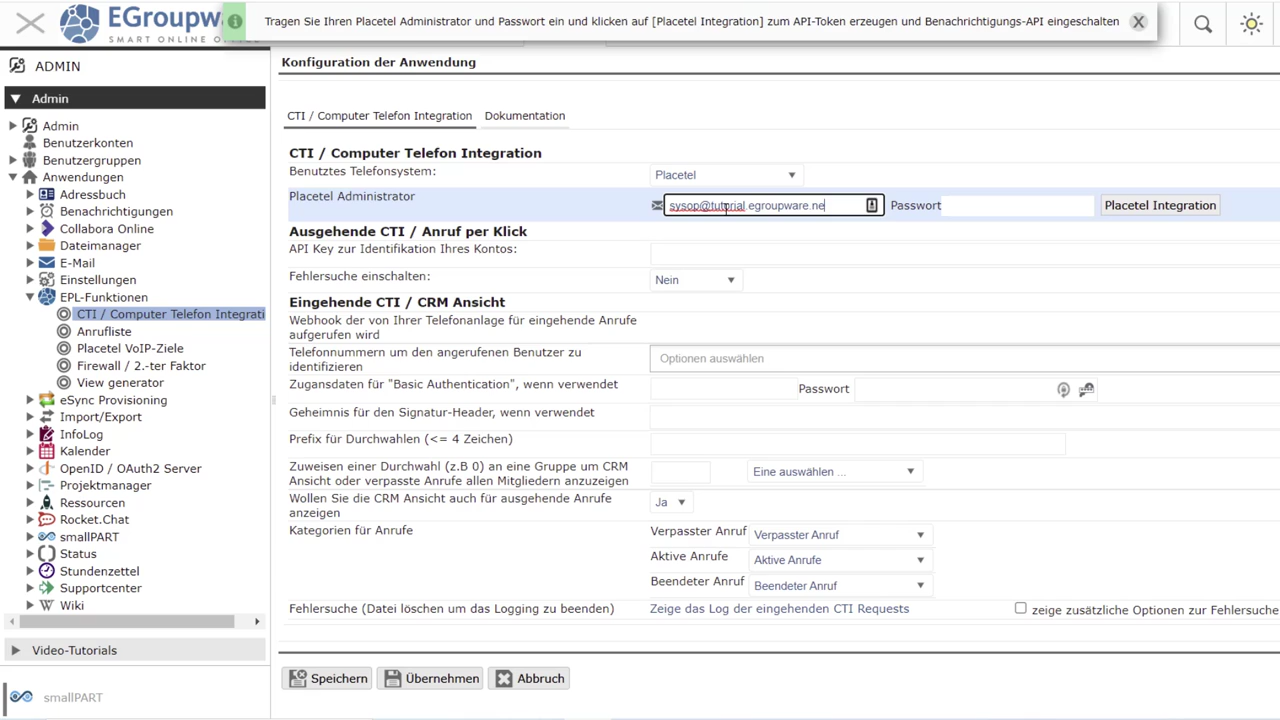 EGroupw
SMART ONLINE O
Tragen Sie Ihren Placetel Administrator und Passwort ein und klicken auf [Placetel Integration] zum API-Token erzeugen und Benachrichtigungs-API eingeschalten
X
ADMIN
Admin
Admin
Benutzerkonten
Benutzergruppen
Anwendungen
Adressbuch
Benachrichtigungen
Collabora Online
Dateimanager
E-Mail
Einstellungen
EPL-Funktionen
CTI / Computer Telefon Integrati
Anrufliste
Placetel VoIP-Ziele
Firewall / 2.-ter Faktor
View generator
eSync Provisioning
Import/Export
InfoLog
Kalender
OpenID / OAuth2 Server
Projektmanager
Ressourcen
Rocket.Chat
smallPART
Status
Stundenzettel
Supportcenter
Wiki
Video-Tutorials
smallPART
Konfiguration der Anwendung
CTI / Computer Telefon Integration Dokumentation
CTI / Computer Telefon Integration
Benutztes Telefonsystem: Placetel
Placetel Administrator sysop@tutorial.egroupware.ne Passwort Placetel Integration
Ausgehende CTI / Anruf per Klick
API Key zur Identifikation Ihres Kontos:
Fehlersuche einschalten: Nein
Eingehende CTI / CRM Ansicht
Webhook der von Ihrer Telefonanlage für eingehende Anrufe
aufgerufen wird
Telefonnummern um den angerufenen Benutzer zu
identifizieren
Optionen auswählen
Zugansdaten für "Basic Authentication", wenn verwendet Passwort
Geheimnis für den Signatur-Header, wenn verwendet
Prefix für Durchwahlen (<= 4 Zeichen)
Zuweisen einer Durchwahl (z.B 0) an eine Gruppe um CRM
Ansicht oder verpasste Anrufe allen Mitgliedern anzuzeigen
Eine auswählen ...
Wollen Sie die CRM Ansicht auch für ausgehende Anrufe
anzeigen
Ja
Kategorien für Anrufe Verpasster Anruf Verpasster Anruf
Aktive Anrufe Aktive Anrufe
Beendeter Anruf Beendeter Anruf
Fehlersuche (Datei löschen um das Logging zu beenden) Zeige das Log der eingehenden CTI Requests zeige zusätzliche Optionen zur Fehlersuche
Speichern Übernehmen Abbruch